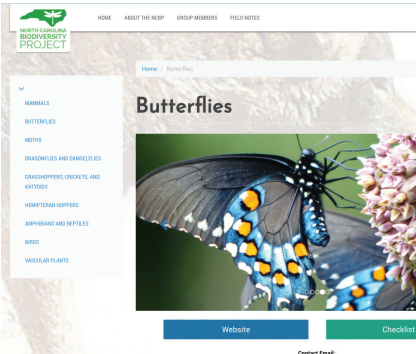 NORTH CAROLINA
BIODIVERSITY
PROJECT
HOME ABOUT THE NCBP GROUP MEMBERS FIELD NOTES
Home / Butterflies
MAMMALS
BUTTERFLIES
MOTHS
DRAGONFLIES AND DAMSELFLIES
GRASSHOPPERS, CRICKETS, AND
KATYDIDS
HEMIPTERAN HOPPERS
AMPHIBIANS AND REPTILES
BIRDS
VASCULAR PLANTS
Butterflies
Website Checklist
Contact Email: